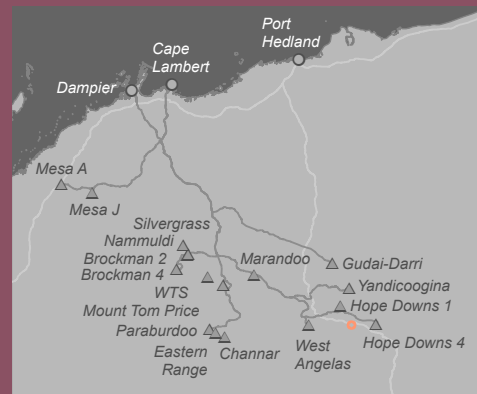 Port
Hedland
Cape
Lambert
Dampier
Mesa A
Mesa J
Silvergrass
Nammuldi
Brockman 2
Brockman 4
Marandoo
Gudai-Darri
Yandicoogina
WTS
Hope Downs 1
Mount Tom Price
Paraburdoo
Eastern
Range
Channar
West
Angelas
Hope Downs 4